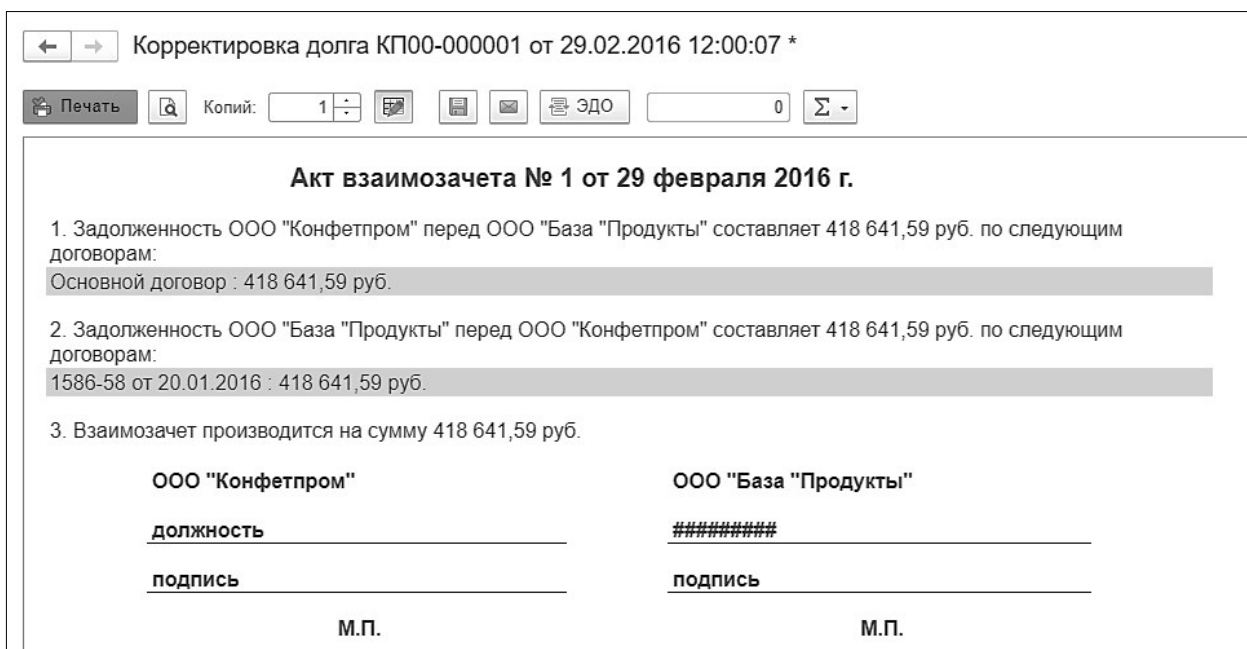 Корректировка долга КП00-000001 от 29.02.2016 12:00:07 *
Печать Копий: 1 ЭДО 0 Σ
Акт взаимозачета № 1 от 29 февраля 2016 г.
1. Задолженность ООО "Конфетпром" перед ООО "База "Продукты" составляет 418 641,59 руб. по следующим
договорам:
Основной договор : 418 641,59 руб.
2. Задолженность ООО "База "Продукты" перед ООО "Конфетпром" составляет 418 641,59 руб. по следующим
договорам:
1586-58 от 20.01.2016 : 418 641,59 руб.
3. Взаимозачет производится на сумму 418 641,59 руб.
ООО "Конфетпром" ООО "База "Продукты"
должность #########
подпись подпись
М.П. М.П.